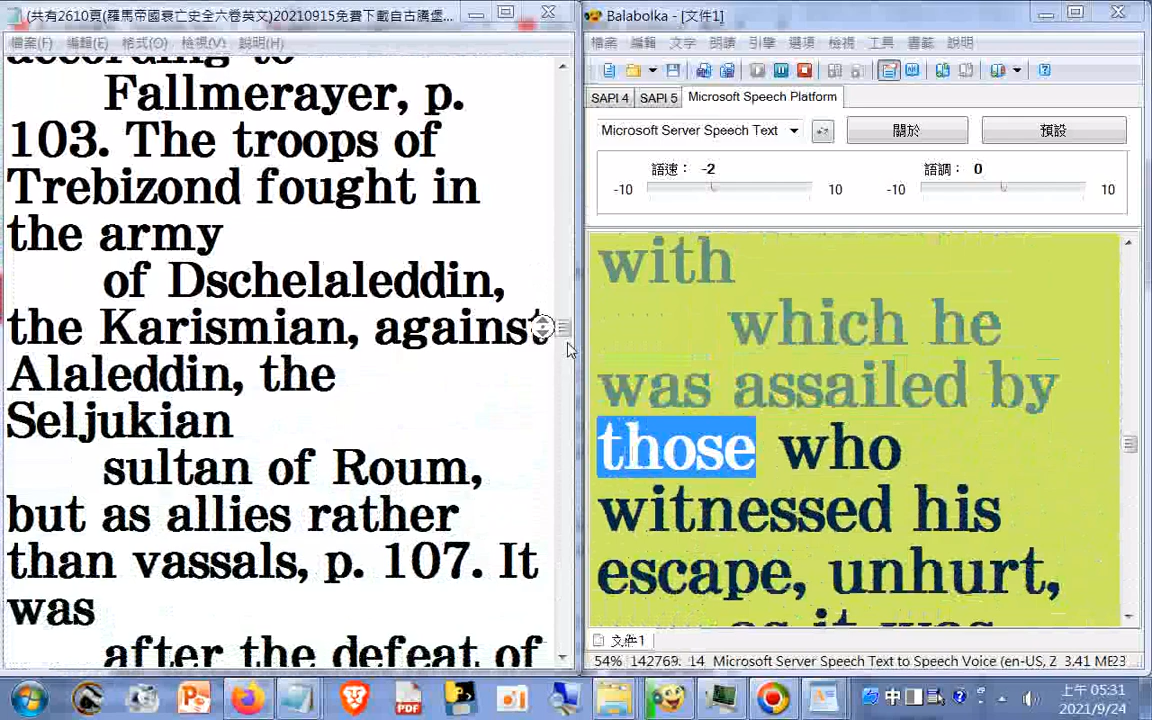 (共有2610頁(羅馬帝國衰亡史全六卷英文)20210915免費下載自古騰堡...
檔案(F) 編輯(E) 格式(O) 檢視(V) 說明(H)
according to
Fallmerayer, p.
103. The troops of
Trebizond fought in
the army
of Dschelaleddin,
the Karismian, against
Alaleddin, the
Seljukian
sultan of Roum,
but as allies rather
than vassals, p. 107. It
was
after the defeat of
Balabolka - [文件1]
檔案 編輯 文字 朗讀 引擎 選項 檢視 工具 書籤 說明
SAPI 4 SAPI 5 Microsoft Speech Platform
Microsoft Server Speech Text 關於 預設
語速: -2 語調: 0
-10 10 -10 10
with
which he
was assailed by
those who
witnessed his
escape, unhurt,
as it was
文件1
54% 142769: 14 Microsoft Server Speech Text to Speech Voice (en-US, Z 3.41 ME23
中 上午 05:31
2021/9/24